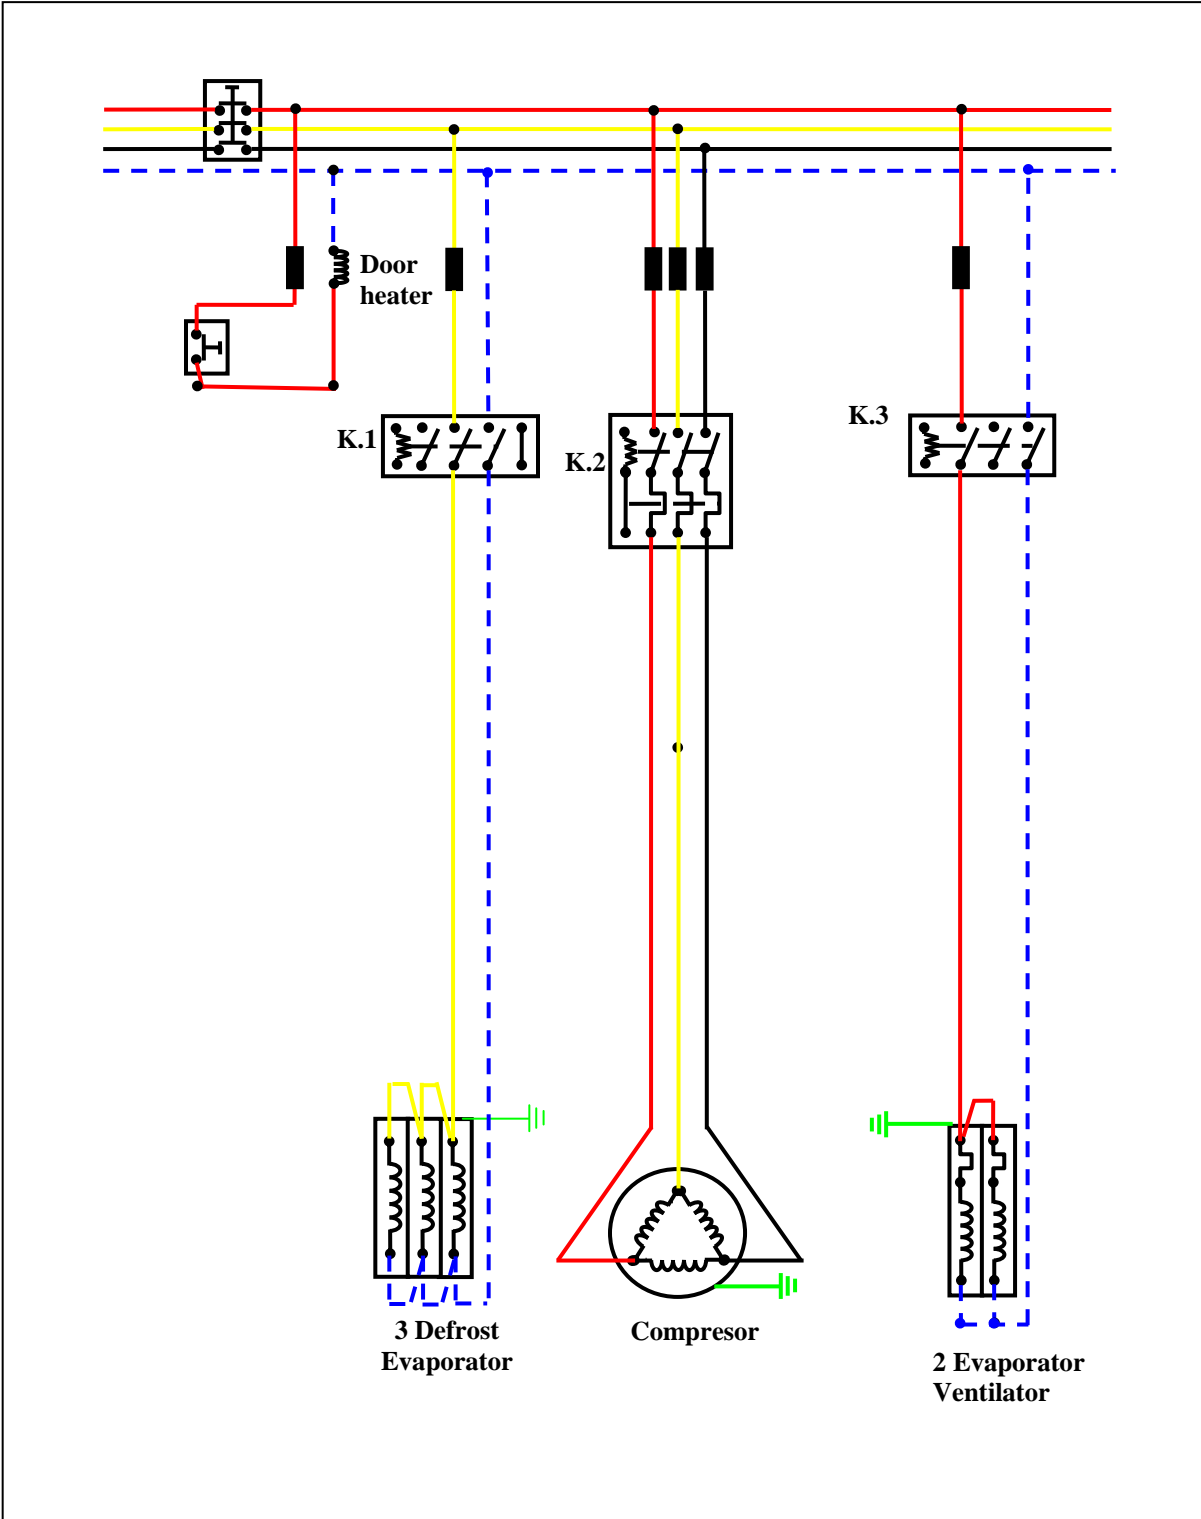 Door
heater
K.1
K.2
K.3
3 Defrost
Evaporator
Compresor
2 Evaporator
Ventilator